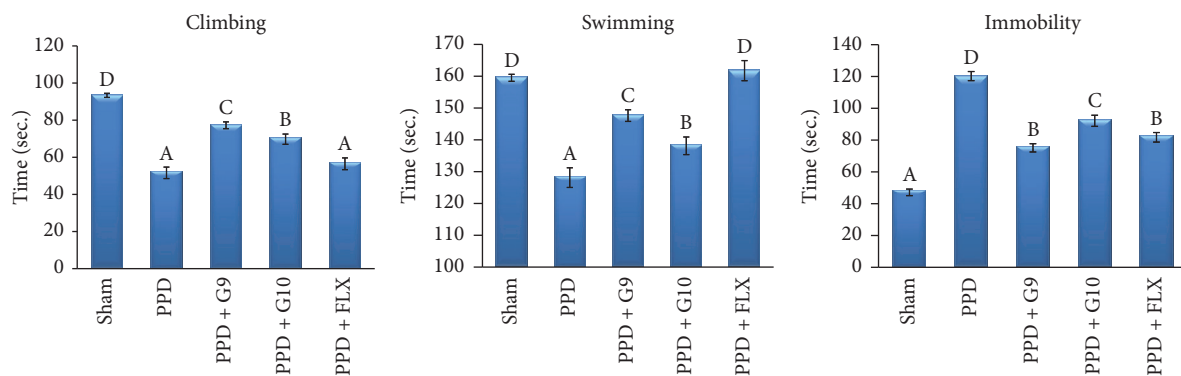 Climbing
Time (sec.)
120
100
80
60
40
20
0
D
A
C
B
A
Sham
PPD
PPD + G9
PPD + G10
PPD + FLX
Swimming
Time (sec.)
170
160
150
140
130
120
110
100
D
A
C
B
D
Sham
PPD
PPD + G9
PPD + G10
PPD + FLX
Immobility
Time (sec.)
140
120
100
80
60
40
20
0
A
D
B
C
B
Sham
PPD
PPD + G9
PPD + G10
PPD + FLX